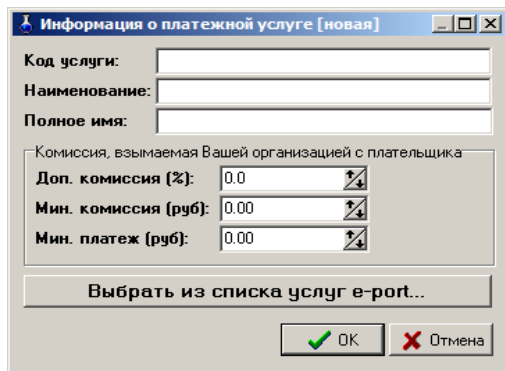 Информация о платежной услуге [новая]
Код услуги:
Наименование:
Полное имя:
Комиссия, взымаемая Вашей организацией с плательщика
Доп. комиссия (%): 0.0
Мин. комиссия (руб): 0.00
Мин. платеж (руб): 0.00
Выбрать из списка услуг e-port...
OK Отмена